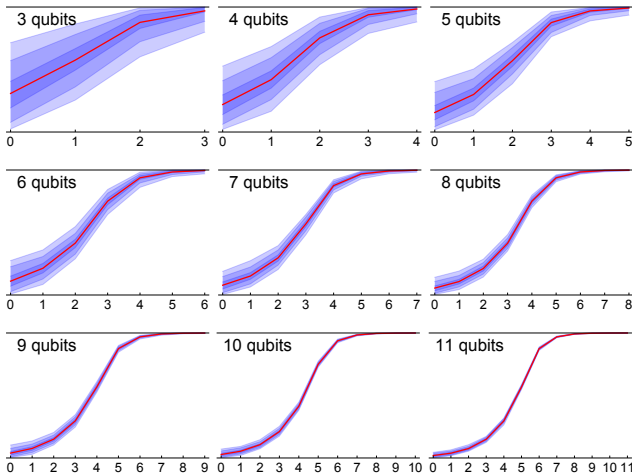 3 qubits
4 qubits
5 qubits
0 1 2 3
0 1 2 3 4
0 1 2 3 4 5
6 qubits
7 qubits
8 qubits
0 1 2 3 4 5 6
0 1 2 3 4 5 6 7
0 1 2 3 4 5 6 7 8
9 qubits
10 qubits
11 qubits
0 1 2 3 4 5 6 7 8 9
0 1 2 3 4 5 6 7 8 9 10
0 1 2 3 4 5 6 7 8 9 10 11